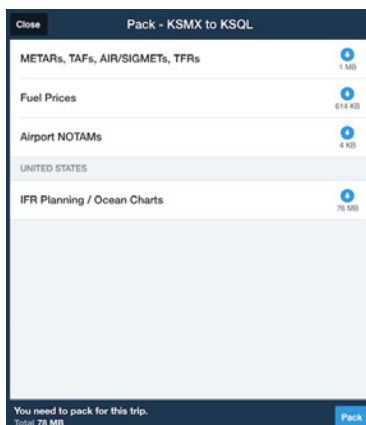 Close Pack - KSMX to KSQL
METARs, TAFs, AIR/SIGMETs, TFRs
1 MB
Fuel Prices
614 KB
Airport NOTAMs
4 KB
UNITED STATES
IFR Planning / Ocean Charts
76 MB
You need to pack for this trip.
Total 78 MB
Pack